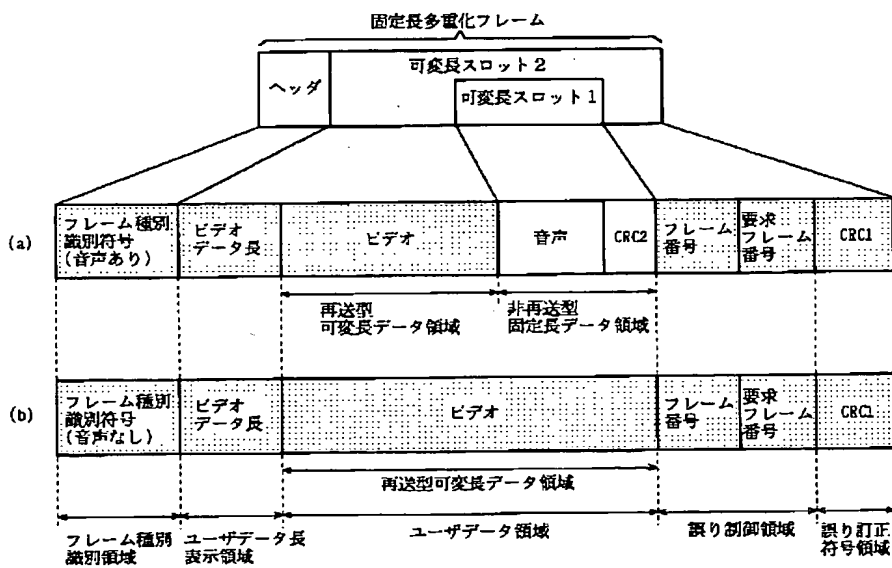 固定長多重化フレーム
可変長スロット2
ヘッダ
可変長スロット1
(a)
フレーム種別
識別符号
(音声あり)
ビデオ
データ長
ビデオ
音声
CRC2
フレーム
番号
要求
フレーム
番号
CRC1
再送型
可変長データ領域
非再送型
固定長データ領域
(b)
フレーム種別
識別符号
(音声なし)
ビデオ
データ長
ビデオ
フレーム
番号
要求
フレーム
番号
CRC1
再送型可変長データ領域
フレーム種別
識別領域
ユーザデータ長
表示領域
ユーザデータ領域
誤り制御領域
誤り訂正
符号領域